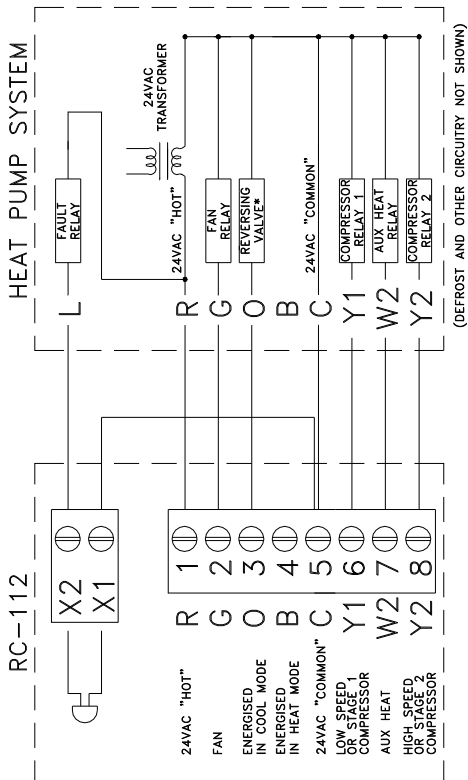 HEAT PUMP SYSTEM
(DEFROST AND OTHER CIRCUITRY NOT SHOWN)
24VAC
TRANSFORMER
FAULT
RELAY
24VAC "HOT"
FAN
RELAY
REVERSING
VALVE*
24VAC "COMMON"
COMPRESSOR
RELAY 1
AUX HEAT
RELAY
COMPRESSOR
RELAY 2
L
R
G
O
B
C
Y1
W2
Y2
RC-112
X2
X1
1
2
3
4
5
6
7
8
R
G
O
B
C
Y1
W2
Y2
24VAC "HOT"
FAN
ENERGISED
IN COOL MODE
ENERGISED
IN HEAT MODE
24VAC "COMMON"
LOW SPEED
OR STAGE 1
COMPRESSOR
AUX HEAT
HIGH SPEED
OR STAGE 2
COMPRESSOR